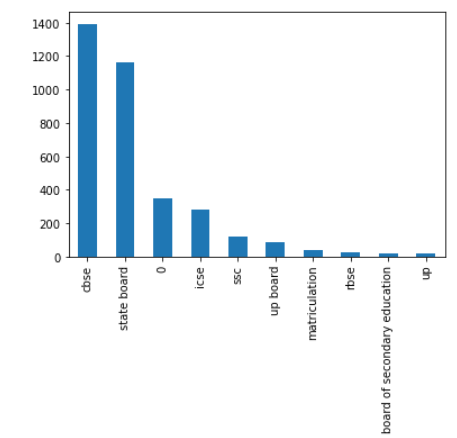 1400
1200
1000
800
600
400
200
0
cbse
state board
0
icse
ssc
up board
matriculation
rbse
board of secondary education
up